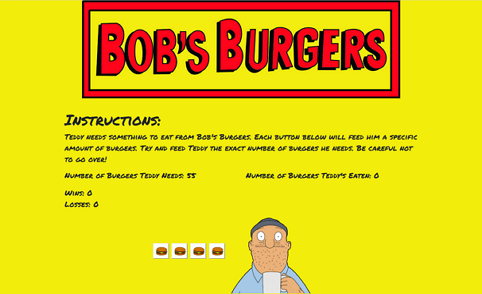 BOB'S BURGERS
Instructions:
Teddy needs something to eat from Bob's Burgers. Each button below will feed him a specific
amount of burgers. Try and feed Teddy the exact number of burgers he needs. Be careful not
to go over!
Number of Burgers Teddy Needs: 55
Number of Burgers Teddy's Eaten: 0
Wins: 0
Losses: 0